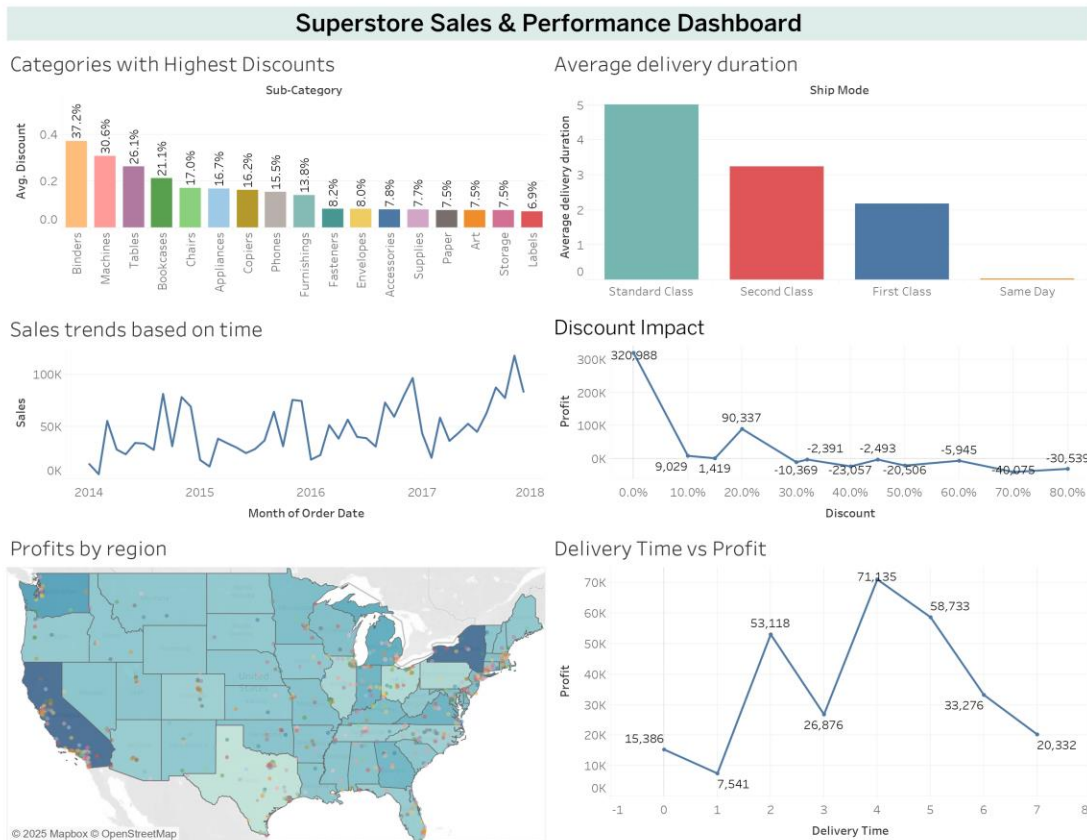 Superstore Sales & Performance Dashboard
Categories with Highest Discounts
Sub-Category
Avg. Discount
0.4
0.2
0.0
37.2%
30.6%
26.1%
21.1%
17.0%
16.7%
16.2%
15.5%
13.8%
8.2%
8.0%
7.8%
7.7%
7.5%
7.5%
7.5%
6.9%
Binders
Machines
Tables
Bookcases
Chairs
Appliances
Copiers
Phones
Furnishings
Fasteners
Envelopes
Accessories
Supplies
Paper
Art
Storage
Labels
Average delivery duration
Ship Mode
Average delivery duration
5
4
3
2
1
0
Standard Class
Second Class
First Class
Same Day
Sales trends based on time
Sales
100K
50K
0K
2014
2015
2016
2017
2018
Month of Order Date
Discount Impact
Profit
300K
200K
100K
0K
320,988
9,029
1,419
90,337
-10,369
-2,391
-23,057
-2,493
-20,506
-5,945
-40,075
-30,539
0.0%
10.0%
20.0%
30.0%
40.0%
50.0%
60.0%
70.0%
80.0%
Discount
Profits by region
United
States
© 2025 Mapbox © OpenStreetMap
Delivery Time vs Profit
Profit
70K
60K
50K
40K
30K
20K
10K
0K
15,386
7,541
53,118
26,876
71,135
58,733
33,276
20,332
-1
0
1
2
3
4
5
6
7
8
Delivery Time